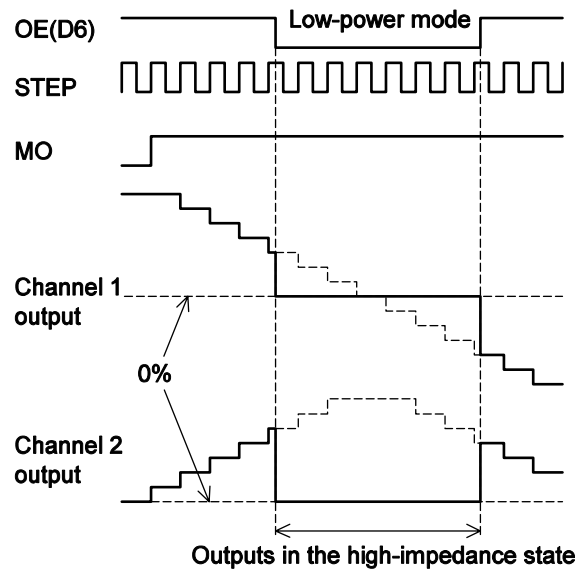 OE(D6)
Low-power mode
STEP
MO
Channel 1
output
0%
Channel 2
output
Outputs in the high-impedance state